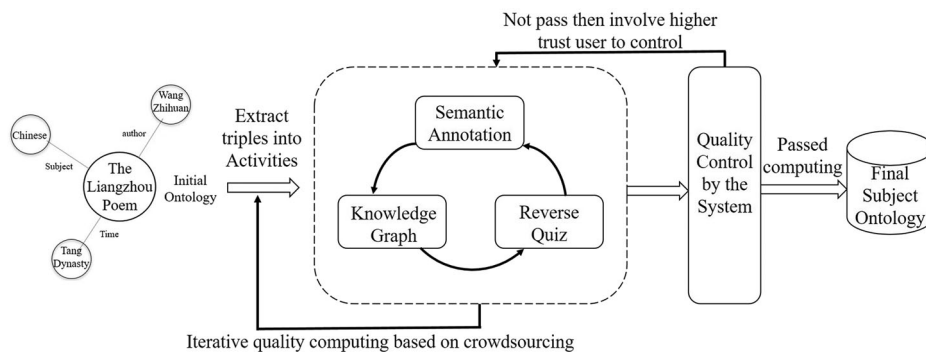 Not pass then involve higher
trust user to control
Wang
Zhihuan
Chinese
author
Subject
The
Liangzhou
Poem
Time
Tang
Dynasty
Initial
Ontology
Extract
triples into
Activities
Semantic
Annotation
Knowledge
Graph
Reverse
Quiz
Quality
Control
by the
System
Passed
computing
Final
Subject
Ontology
Iterative quality computing based on crowdsourcing